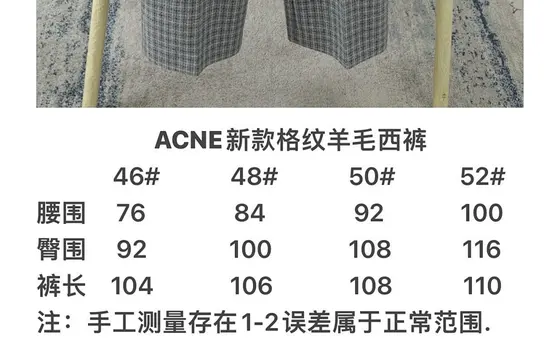 ACNE新款格纹羊毛西裤
46# 48# 50# 52#
腰围 76 84 92 100
臀围 92 100 108 116
裤长 104 106 108 110
注：手工测量存在1-2误差属于正常范围.